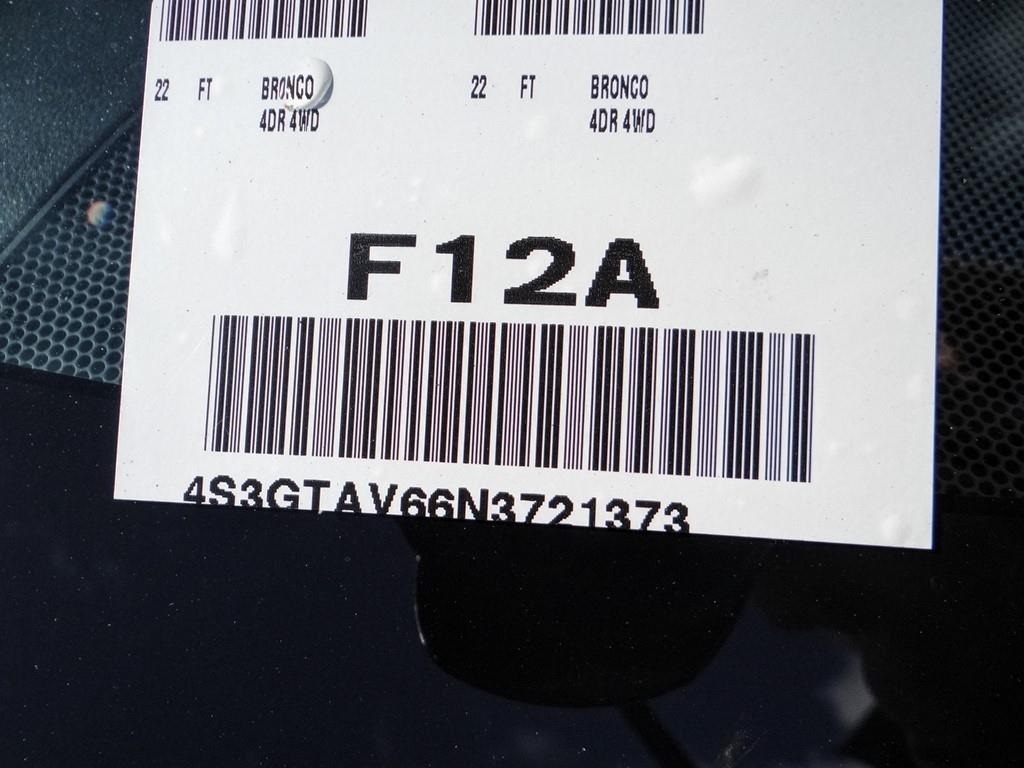 22 FT BRONCO 22 FT BRONCO
4DR 4WD 4DR 4WD
F12A
4S3GTAV66N3721373